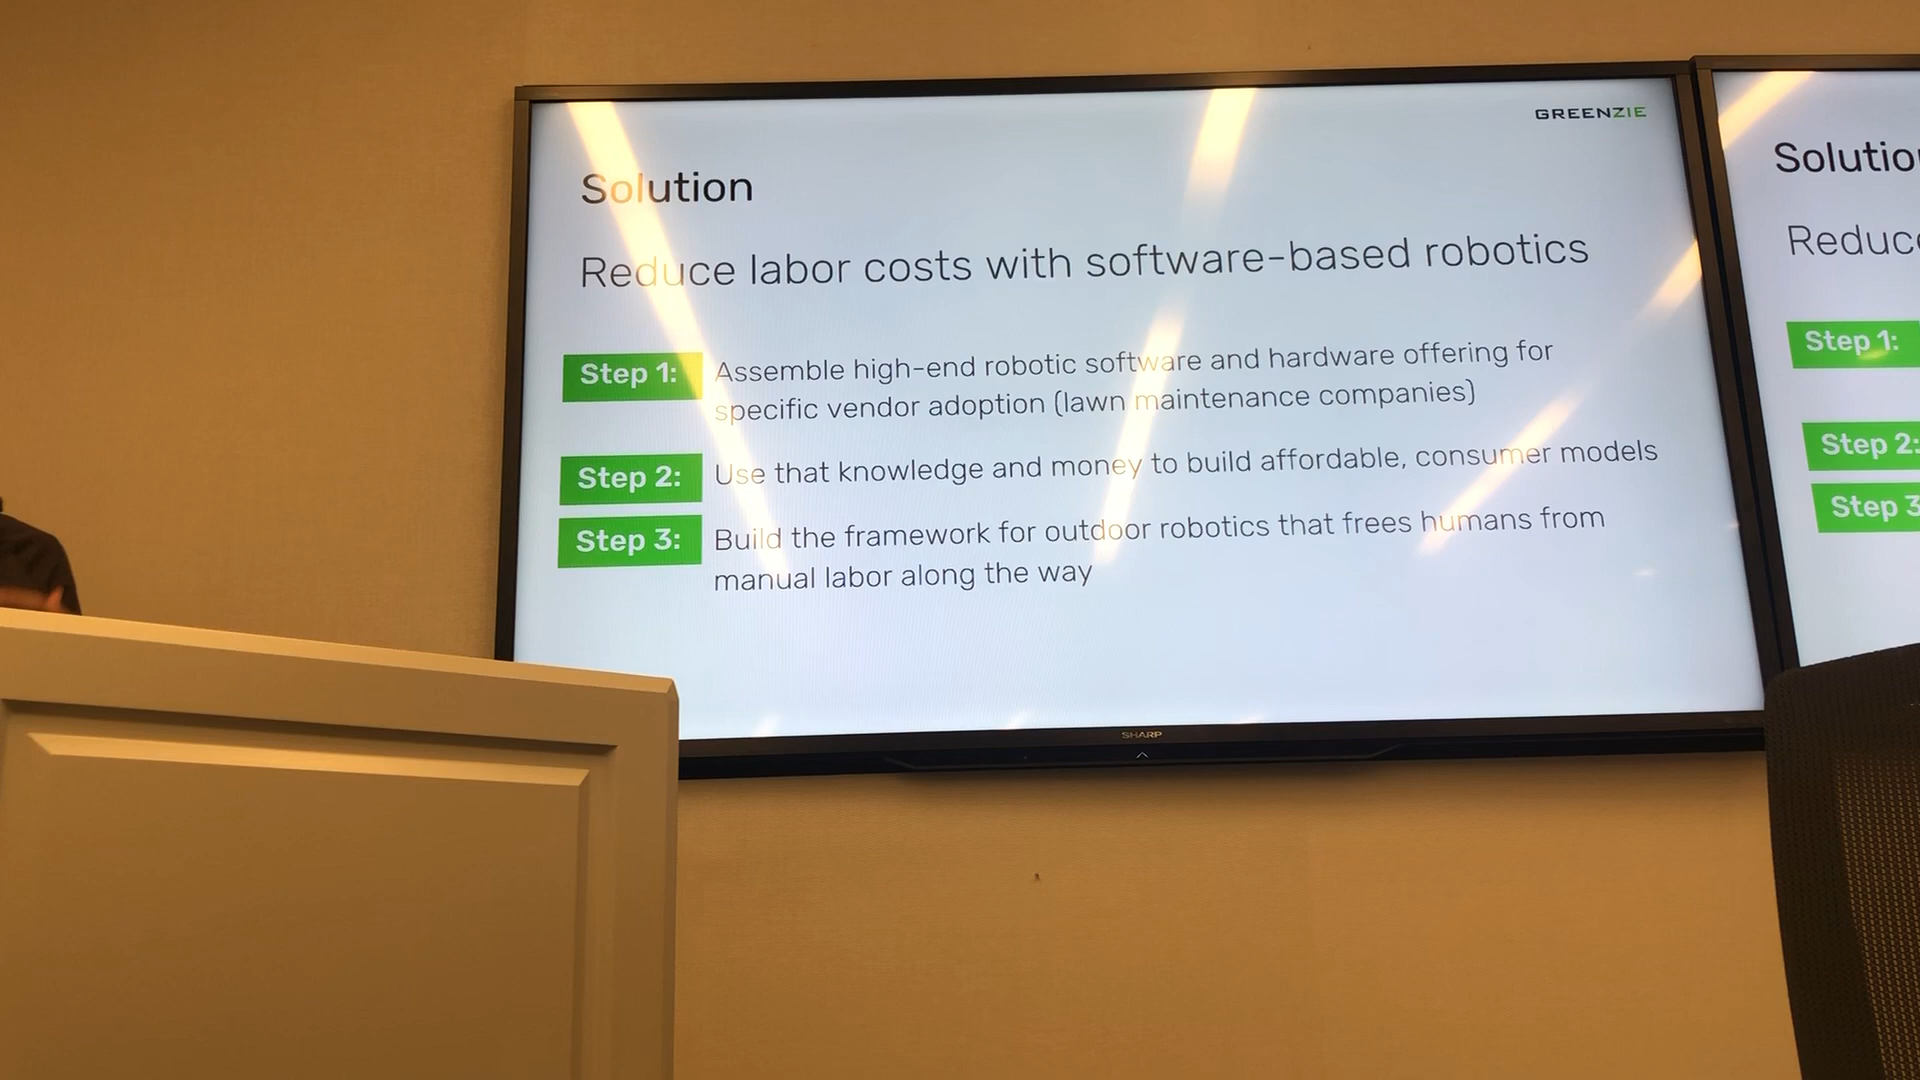 GREENZIE
Solution
Reduce labor costs with software-based robotics
Step 1: Assemble high-end robotic software and hardware offering for
specific vendor adoption (lawn maintenance companies)
Step 2: Use that knowledge and money to build affordable, consumer models
Step 3: Build the framework for outdoor robotics that frees humans from
manual labor along the way
SHARP
Solutio
Reduc
Step 1:
Step 2:
Step 3